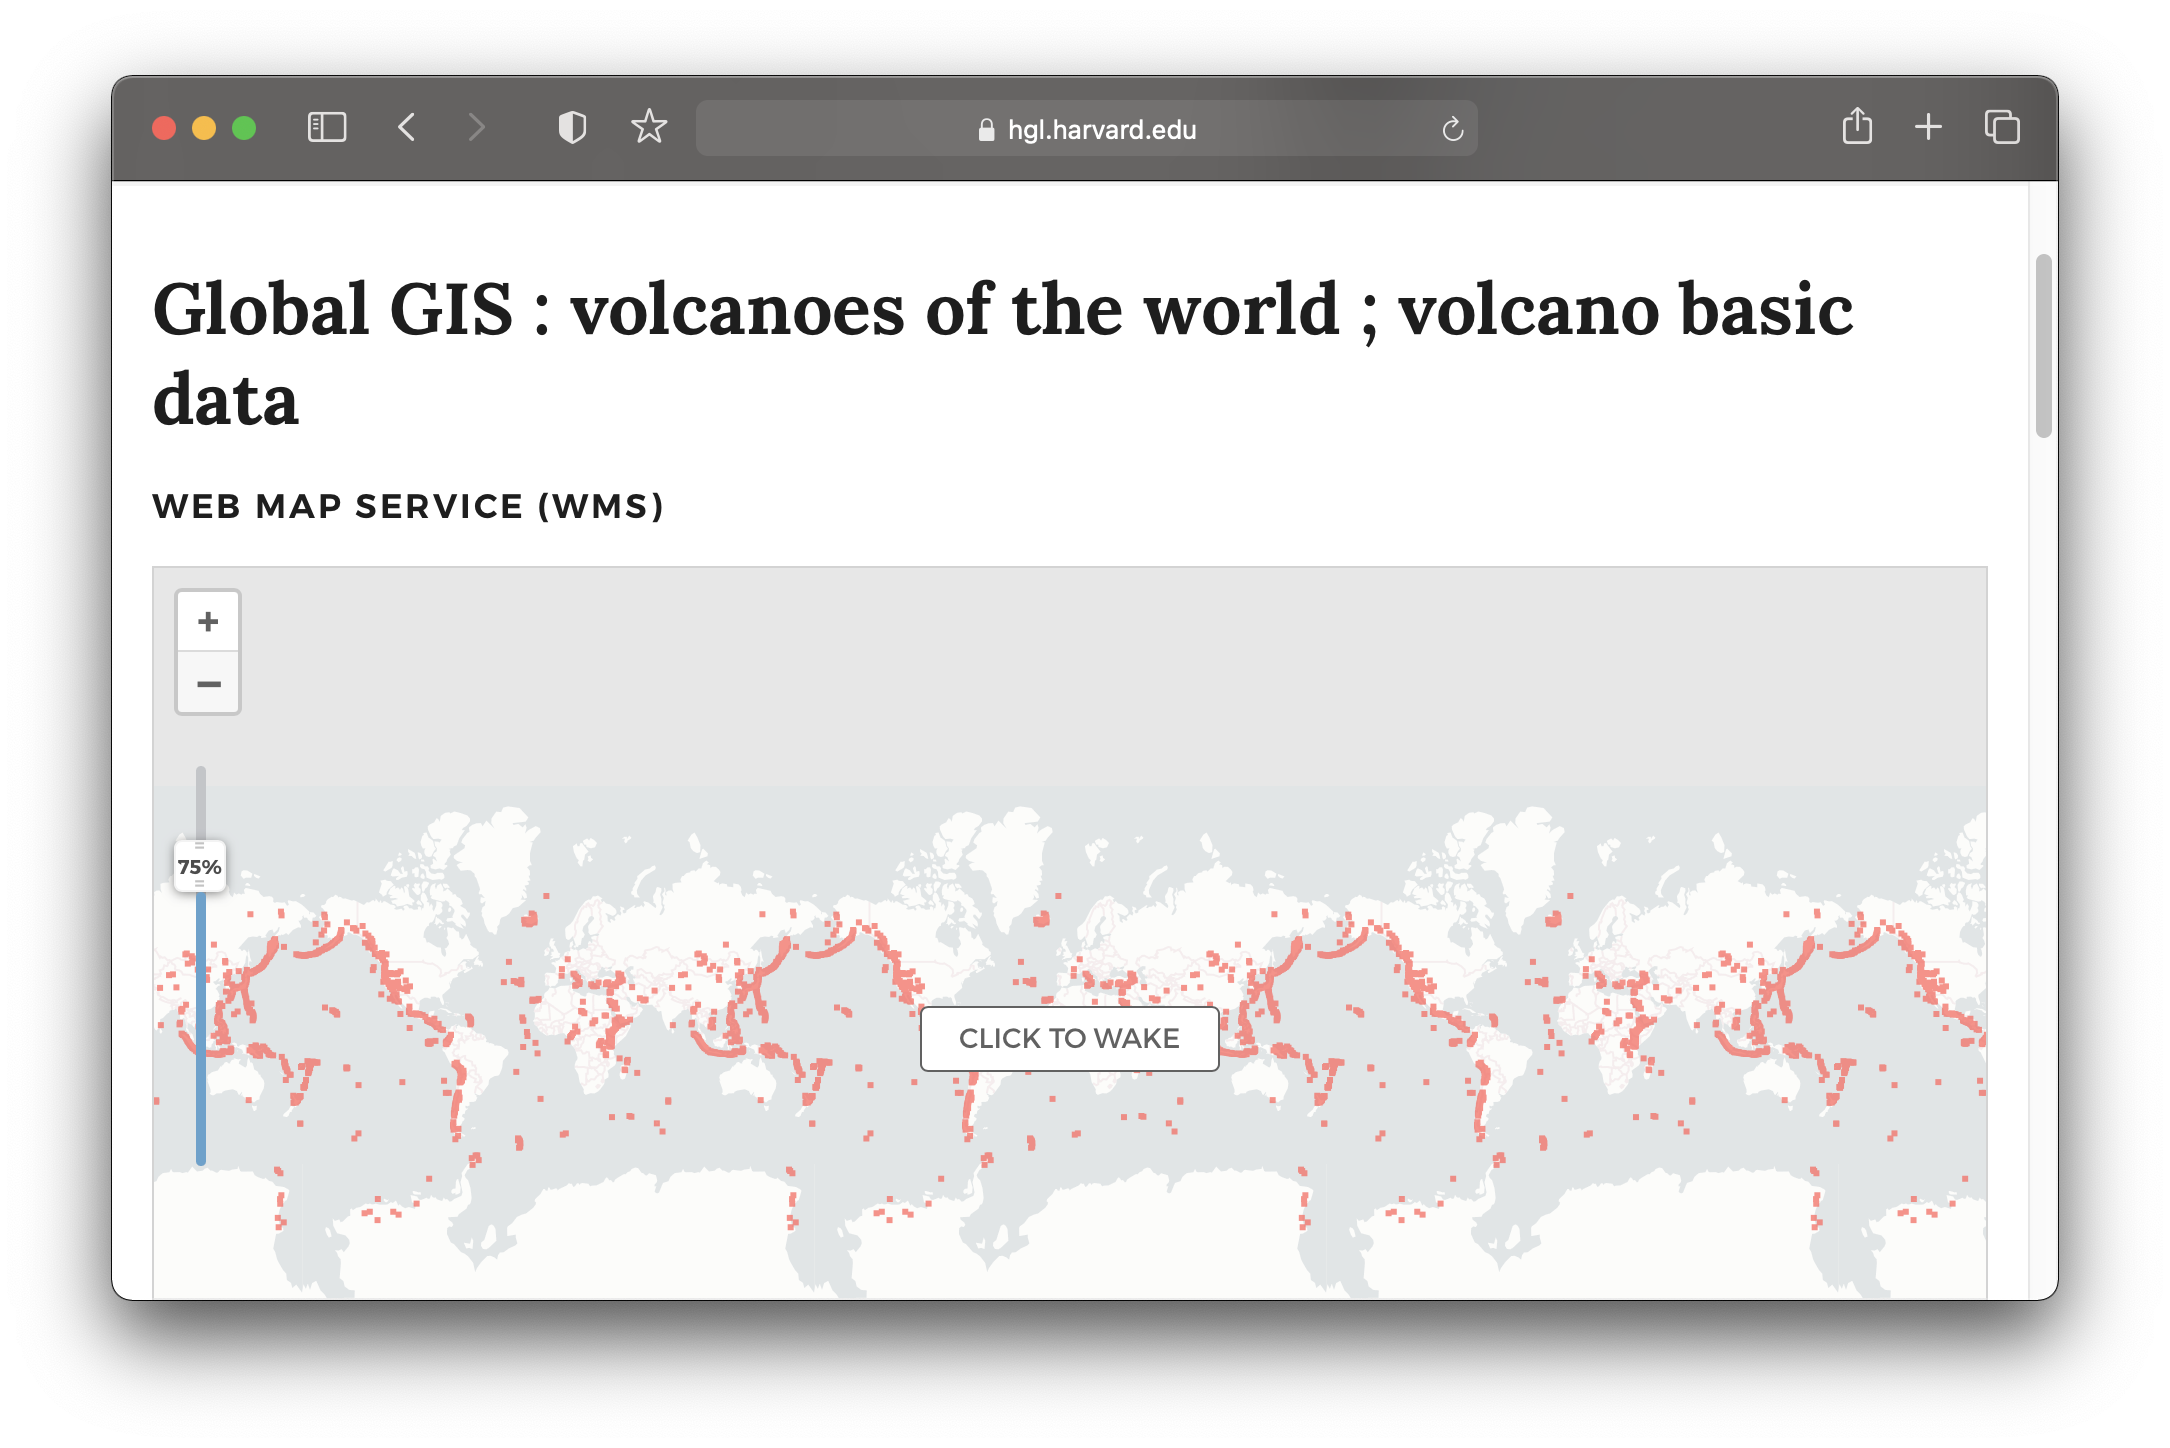 hgl.harvard.edu
Global GIS : volcanoes of the world ; volcano basic
data
WEB MAP SERVICE (WMS)
+
−
75%
CLICK TO WAKE